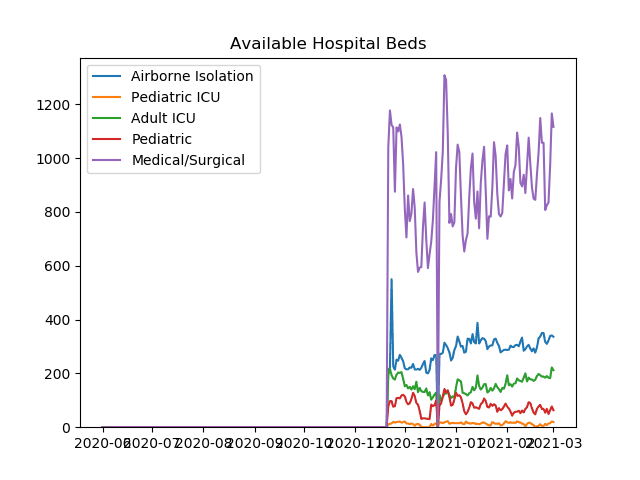 Available Hospital Beds
Airborne Isolation
Pediatric ICU
Adult ICU
Pediatric
Medical/Surgical
1200
1000
800
600
400
200
0
2020-06 2020-07 2020-08 2020-09 2020-10 2020-11 2020-12 2021-01 2021-02 2021-03